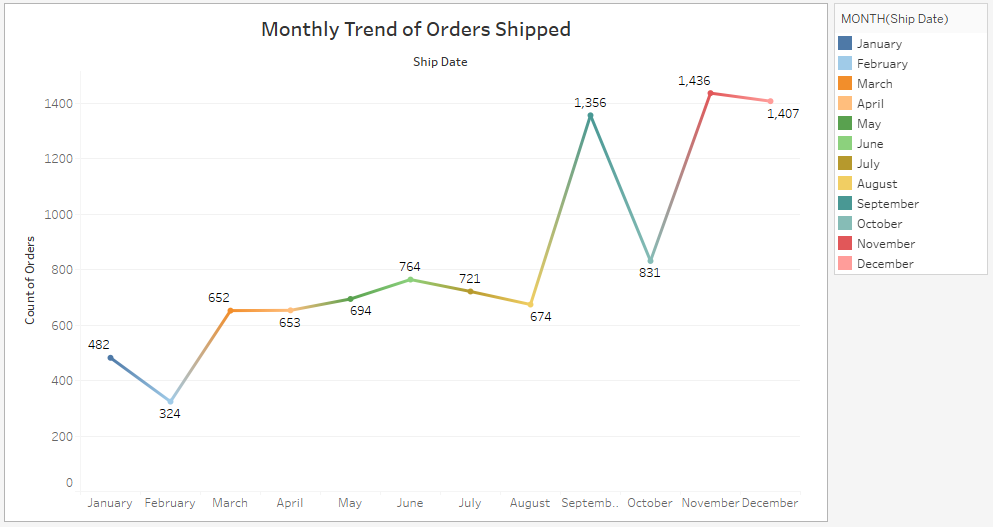 Monthly Trend of Orders Shipped
Ship Date
Count of Orders
1400
1200
1000
800
600
400
200
0
482
324
652
653
694
764
721
674
1,356
831
1,436
1,407
January February March April May June July August Septemb.. October November December
MONTH(Ship Date)
January
February
March
April
May
June
July
August
September
October
November
December